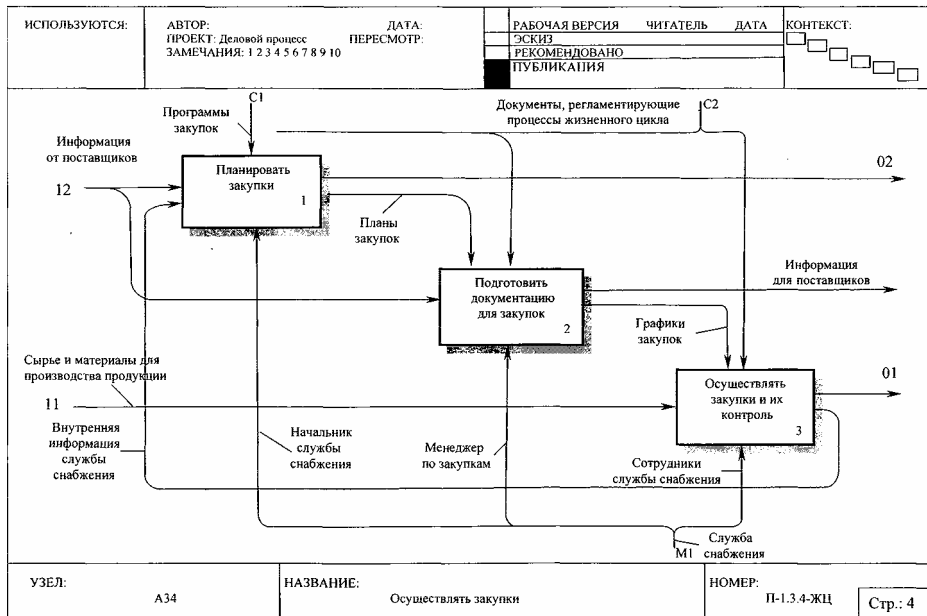 ИСПОЛЬЗУЮТСЯ:
АВТОР:
ДАТА:
ПРОЕКТ: Деловой процесс
ПЕРЕСМОТР:
ЗАМЕЧАНИЯ: 1 2 3 4 5 6 7 8 9 10
РАБОЧАЯ ВЕРСИЯ
ЧИТАТЕЛЬ
ДАТА
ЭСКИЗ
РЕКОМЕНДОВАНО
ПУБЛИКАЦИЯ
КОНТЕКСТ:
C1
Программы
закупок
Документы, регламентирующие
процессы жизненного цикла
C2
Информация
от поставщиков
12
Планировать
закупки
1
02
Планы
закупок
Подготовить
документацию
для закупок
2
Информация
для поставщиков
Графики
закупок
Сырье и материалы для
производства продукции
11
Осуществлять
закупки и их
контроль
3
01
Внутренняя
информация
службы
снабжения
Начальник
службы
снабжения
Менеджер
по закупкам
Сотрудники
службы снабжения
М1
Служба
снабжения
УЗЕЛ:
А34
НАЗВАНИЕ:
Осуществлять закупки
НОМЕР:
П-1.3.4-ЖЦ
Стр.: 4